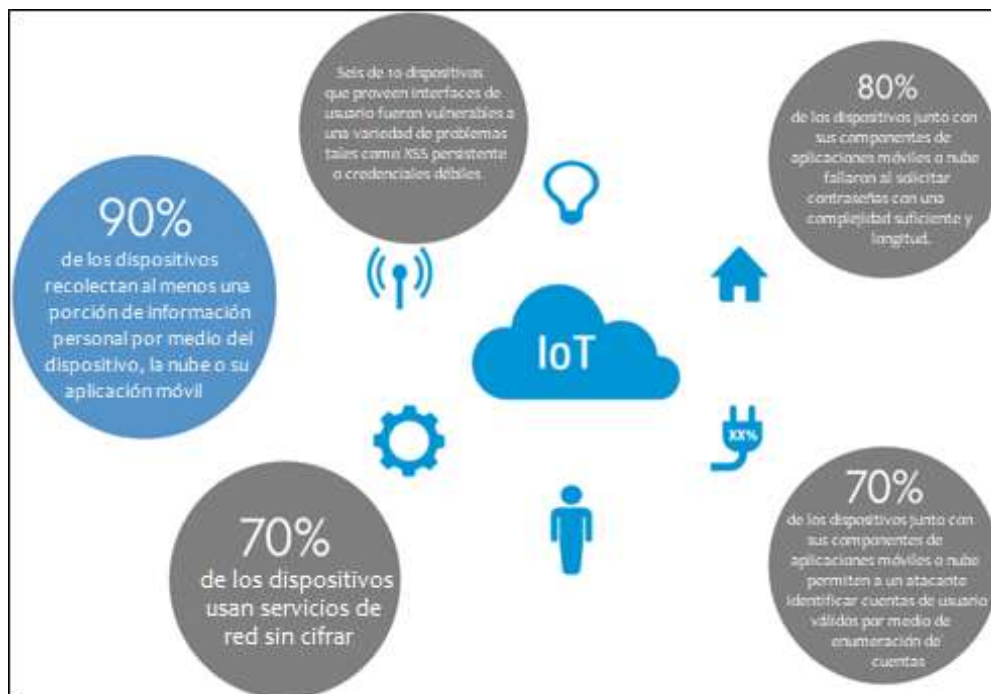 Seis de 10 dispositivos
que proveen interfaces de
usuario fueron vulnerables a
una variedad de problemas
tales como XSS persistente
o credenciales débiles
80%
de los dispositivos junto con
sus componentes de
aplicaciones móviles o nube
fallaron al solicitar
contraseñas con una
complejidad suficiente y
longitud.
90%
de los dispositivos
recolectan al menos una
porción de información
personal por medio del
dispositivo, la nube o su
aplicación móvil
IoT
XX%
70%
de los dispositivos
usan servicios de
red sin cifrar
70%
de los dispositivos junto con
sus componentes de
aplicaciones móviles o nube
permiten a un atacante
identificar cuentas de usuario
válidos por medio de
enumeración de
cuentas